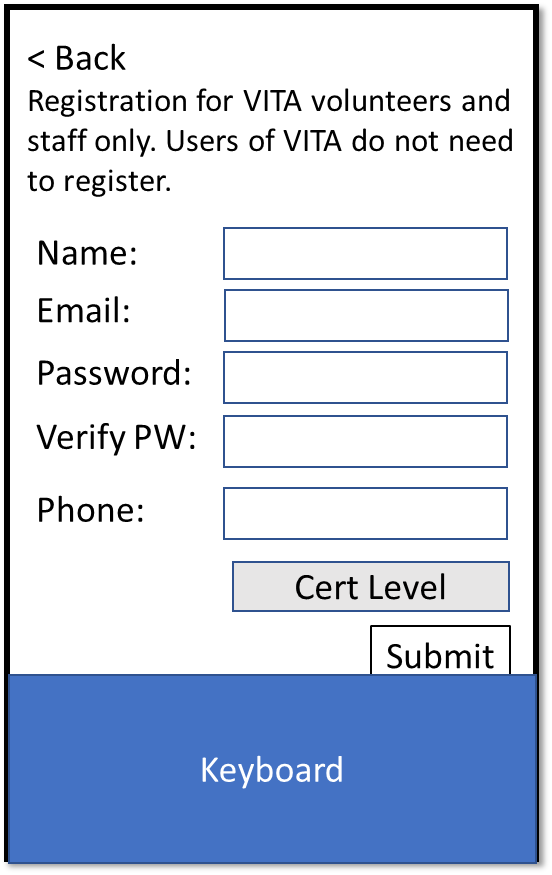 < Back
Registration for VITA volunteers and
staff only. Users of VITA do not need
to register.
Name:
Email:
Password:
Verify PW:
Phone:
Cert Level
Submit
Keyboard